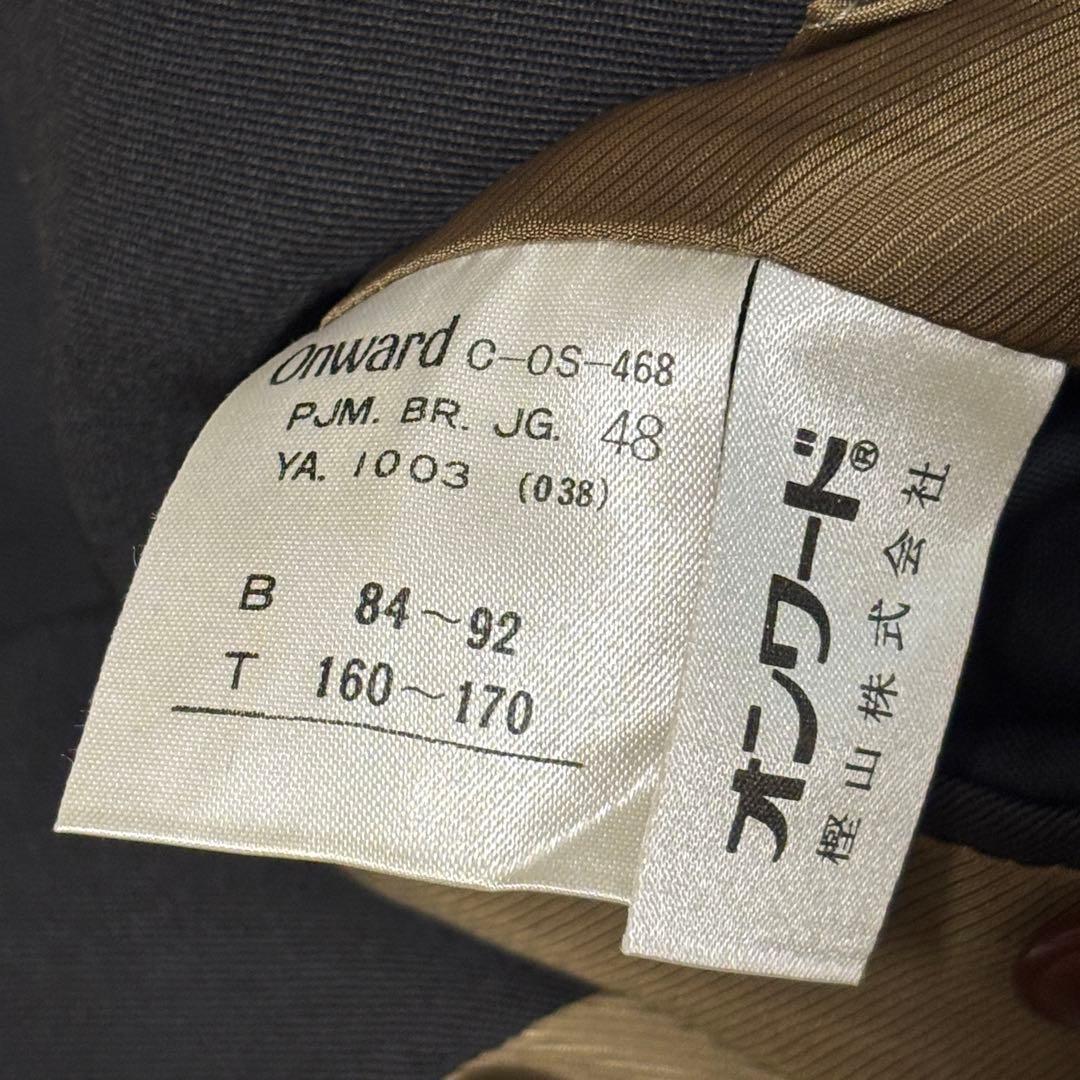 Onward C-OS-468
PJM. BR. JG. 48
YA. 1003 (038)
B 84~92
T 160~170
オンワード®
樫山株式会社